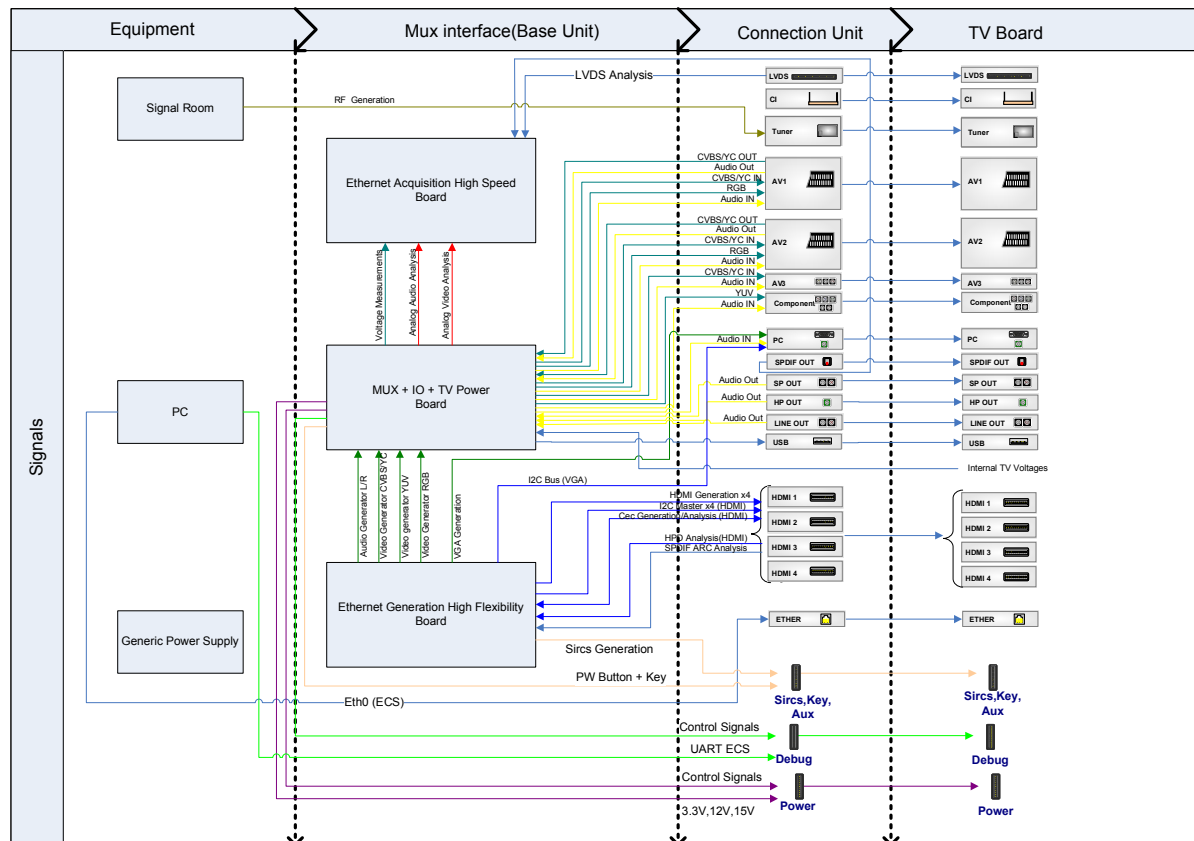 Equipment
Mux interface(Base Unit)
Connection Unit
TV Board
Signals
Signal Room
RF Generation
LVDS Analysis
LVDS
LVDS
CI
CI
Tuner
Tuner
Ethernet Acquisition High Speed
Board
CVBS/YC OUT
Audio Out
CVBS/YC IN
RGB
Audio IN
AV1
AV1
CVBS/YC OUT
Audio Out
CVBS/YC IN
RGB
Audio IN
AV2
AV2
CVBS/YC IN
Audio IN
AV3
AV3
YUV
Audio IN
Component
Component
Voltage Measurements
Analog Audio Analysis
Analog Video Analysis
Audio IN
PC
PC
SPDIF OUT
SPDIF OUT
MUX + IO + TV Power
Board
PC
Audio Out
SP OUT
SP OUT
Audio Out
HP OUT
HP OUT
Audio Out
LINE OUT
LINE OUT
USB
USB
Internal TV Voltages
Audio Generator L/R
Video Generator CVBS/YC
Video generator YUV
Video Generator RGB
VGA Generation
I2C Bus (VGA)
HDMI Generation x4
I2C Master x4 (HDMI)
Cec Generation/Analysis (HDMI)
HPD Analysis(HDMI)
SPDIF ARC Analysis
HDMI 1
HDMI 2
HDMI 3
HDMI 4
HDMI 1
HDMI 2
HDMI 3
HDMI 4
Ethernet Generation High Flexibility
Board
Generic Power Supply
ETHER
ETHER
Sircs Generation
PW Button + Key
Eth0 (ECS)
Sircs,Key,
Aux
Sircs,Key,
Aux
Control Signals
UART ECS
Debug
Debug
Control Signals
3.3V,12V,15V
Power
Power